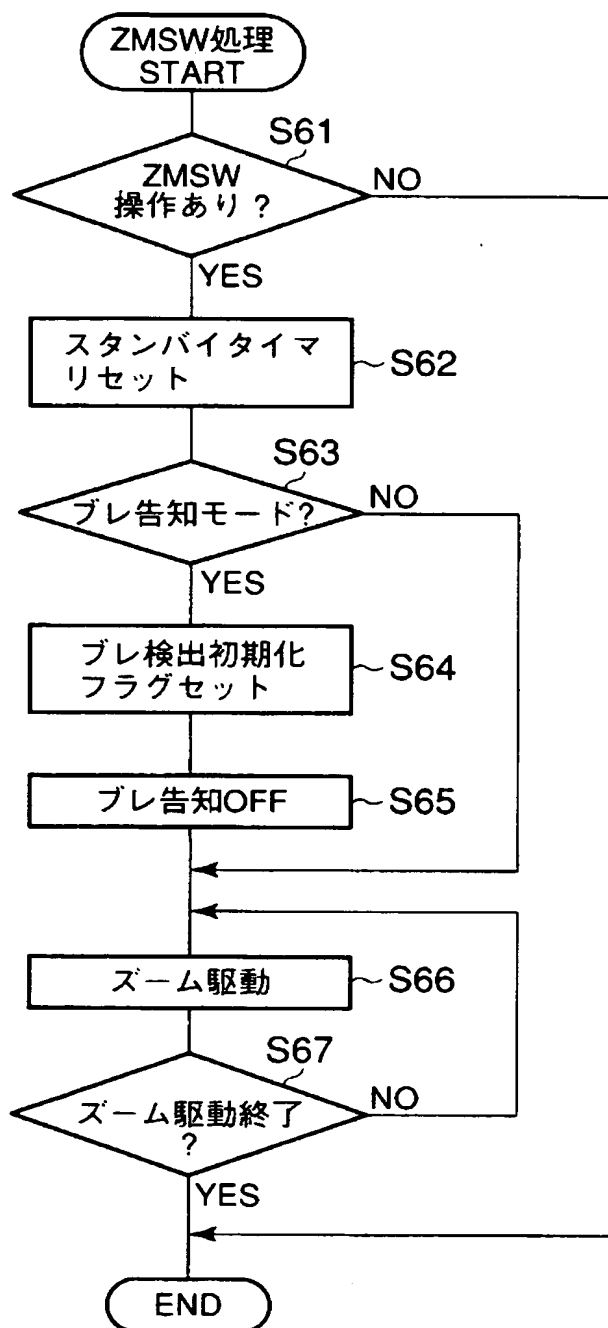 ZMSW処理
START
S61
ZMSW
操作あり?
NO
YES
スタンバイタイマ
リセット
S62
S63
ブレ告知モード?
NO
YES
ブレ検出初期化
フラグセット
S64
ブレ告知OFF
S65
ズーム駆動
S66
S67
ズーム駆動終了
?
NO
YES
END